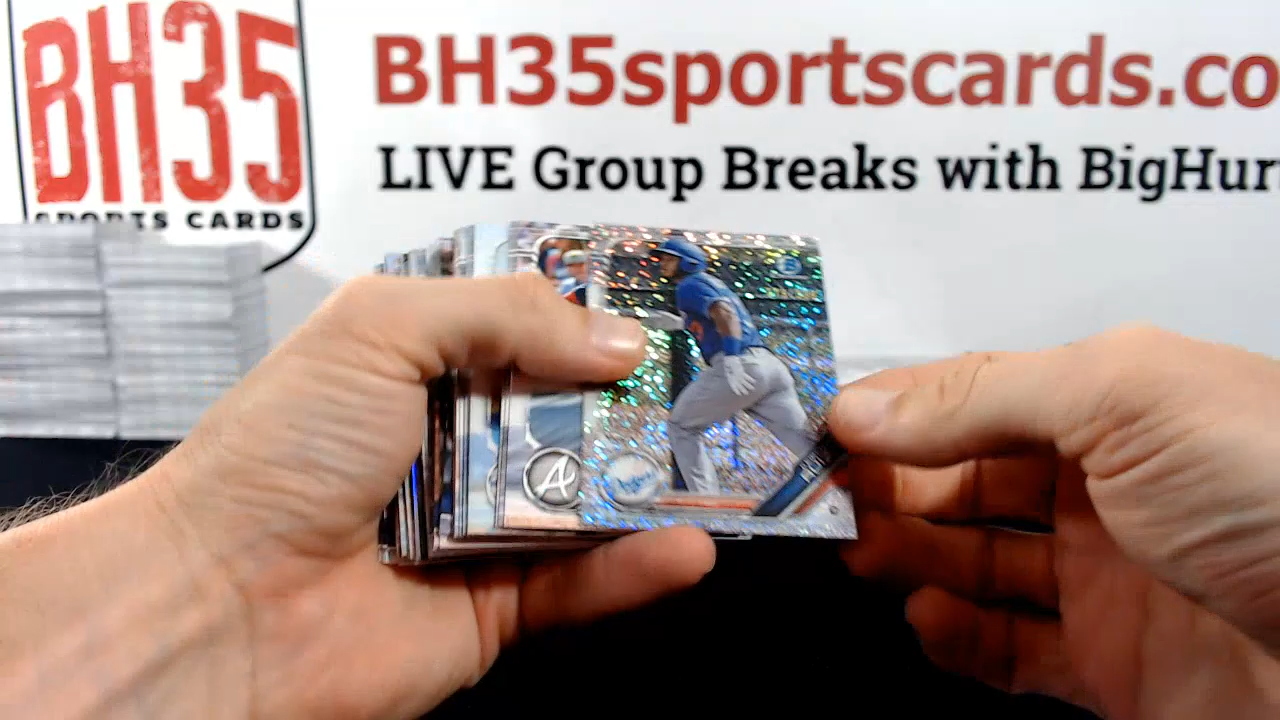 BH35
SPORTS CARDS
BH35sportscards.co
LIVE Group Breaks with BigHur
A